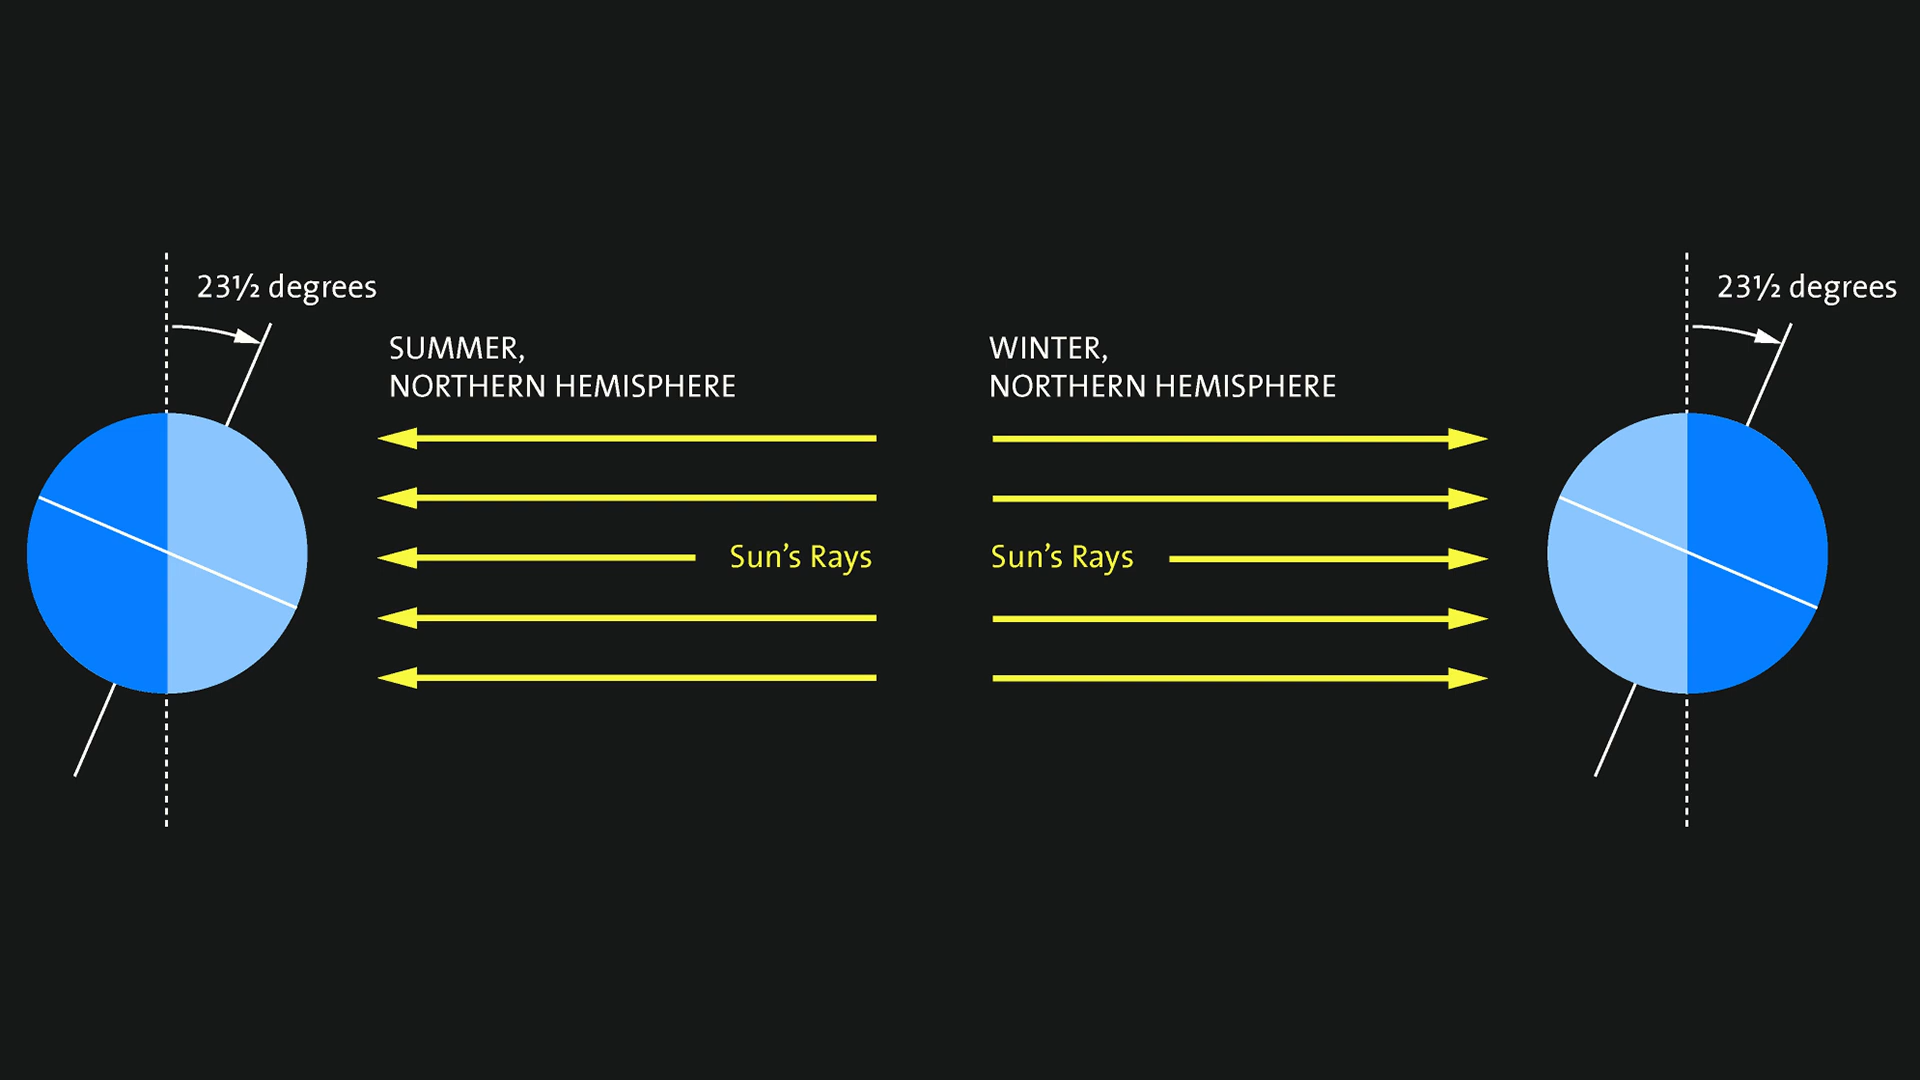 23½ degrees
SUMMER,
NORTHERN HEMISPHERE
Sun’s Rays
WINTER,
NORTHERN HEMISPHERE
Sun’s Rays
23½ degrees